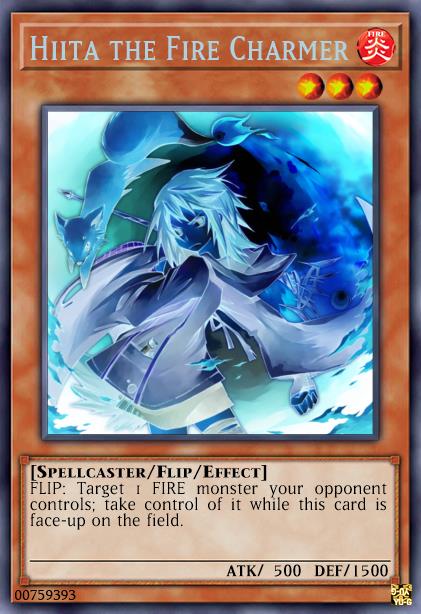 Hiita the Fire Charmer
FIRE
炎
[Spellcaster/Flip/Effect]
FLIP: Target 1 FIRE monster your opponent
controls; take control of it while this card is
face-up on the field.
ATK/ 500 DEF/1500
00759393